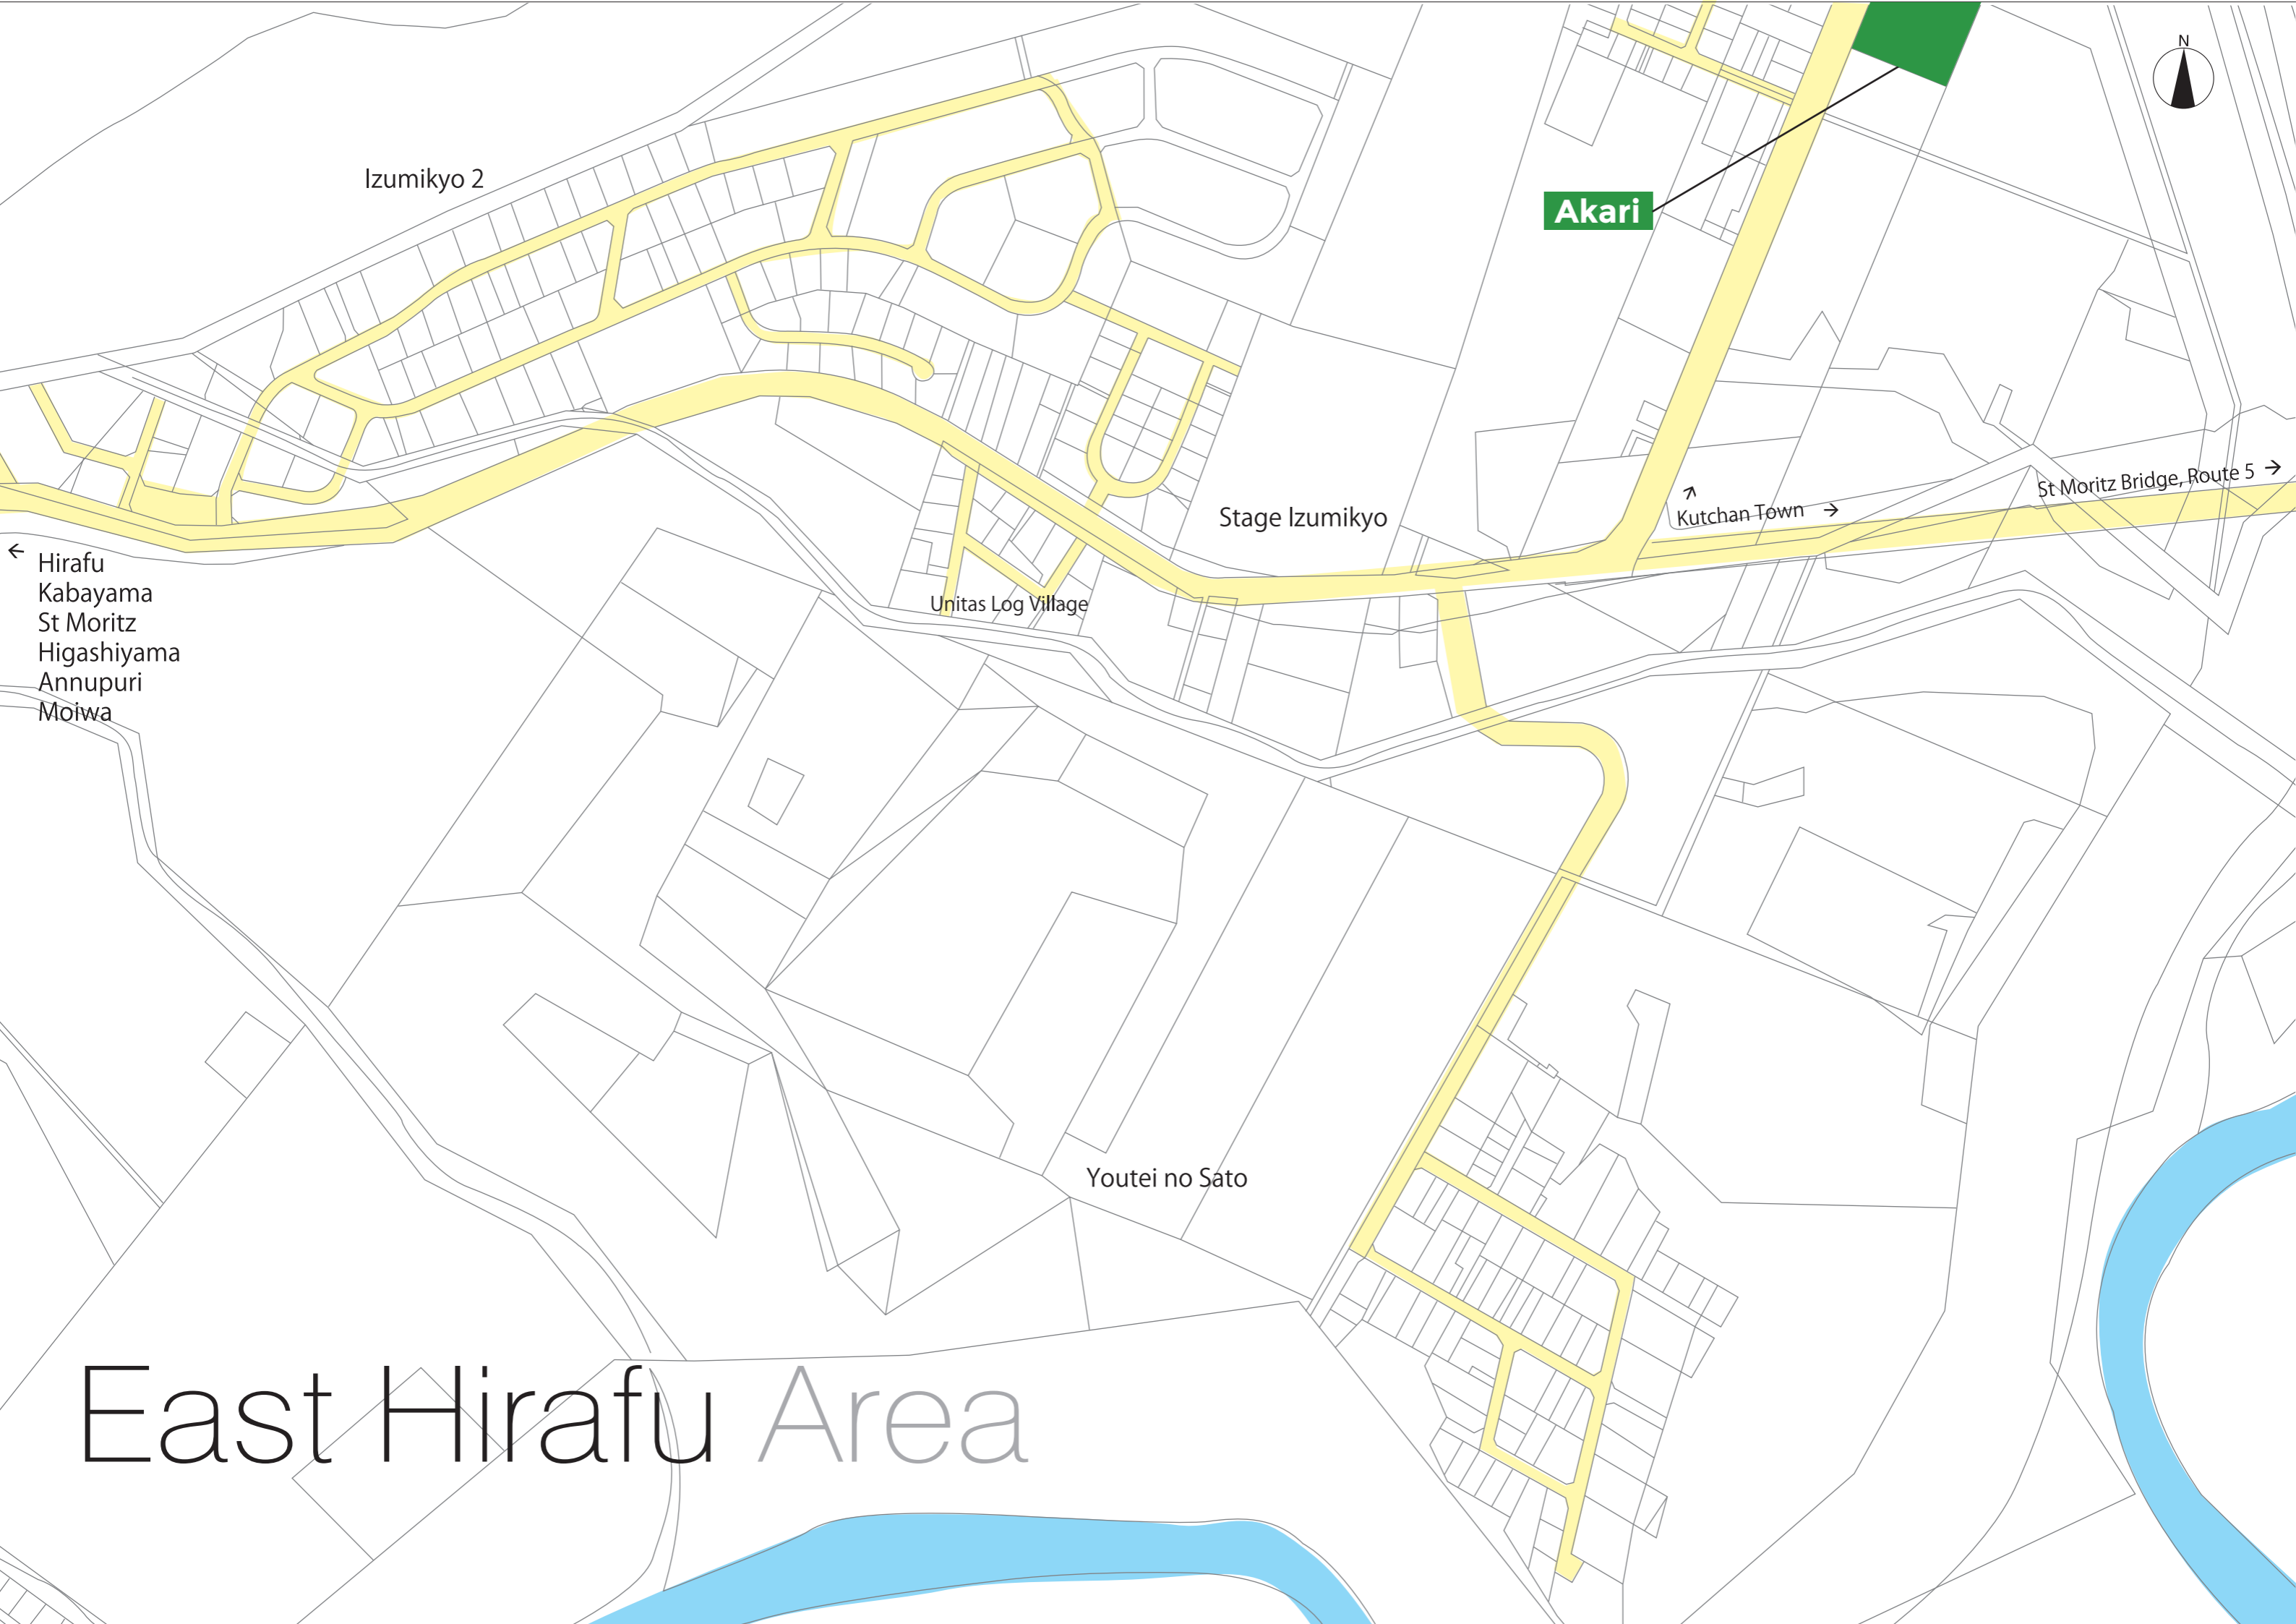 N
Izumikyo 2
Akari
St Moritz Bridge, Route 5 →
Kutchan Town →
↗
Stage Izumikyo
←
Hirafu
Kabayama
St Moritz
Higashiyama
Annupuri
Moiwa
Unitas Log Village
Youtei no Sato
East Hirafu Area